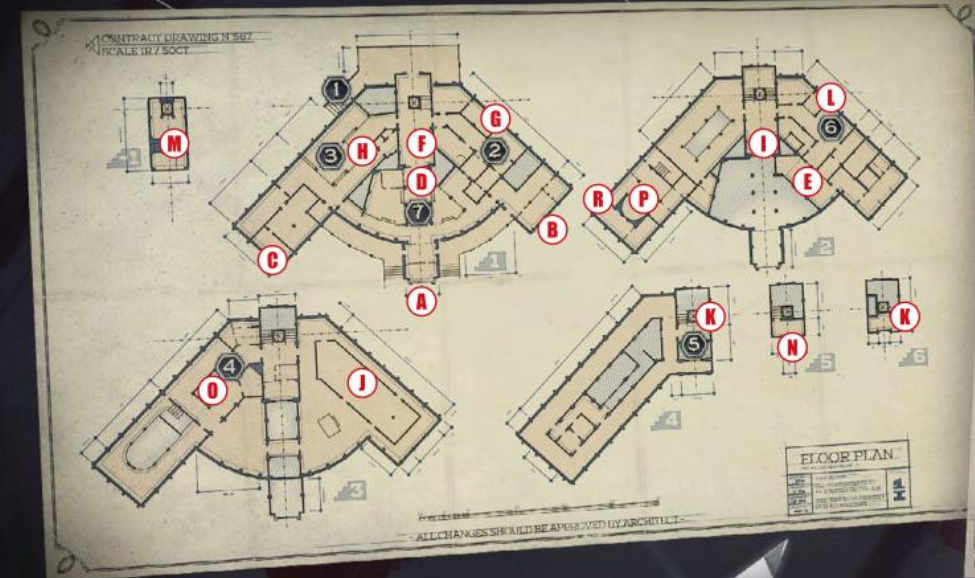 CONTRACT DRAWING N 567
SCALE 1R / 50CT.
1
L
6
G
M
F
I
3
H
2
D
E
R
P
7
B
1
2
C
A
K
K
5
N
5
6
4
O
J
4
3
FLOOR PLAN
- ALL CHANGES SHOULD BE APPROVED BY ARCHITECT -